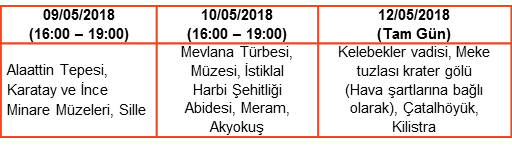 09/05/2018
(16:00 – 19:00)
10/05/2018
(16:00 – 19:00)
12/05/2018
(Tam Gün)
Alaattin Tepesi,
Karatay ve İnce
Minare Müzeleri, Sille
Mevlana Türbesi,
Müzesi, İstiklal
Harbi Şehitliği
Abidesi, Meram,
Akyokuş
Kelebekler vadisi, Meke
tuzlası krater gölü
(Hava şartlarına bağlı
olarak), Çatalhöyük,
Kilistra